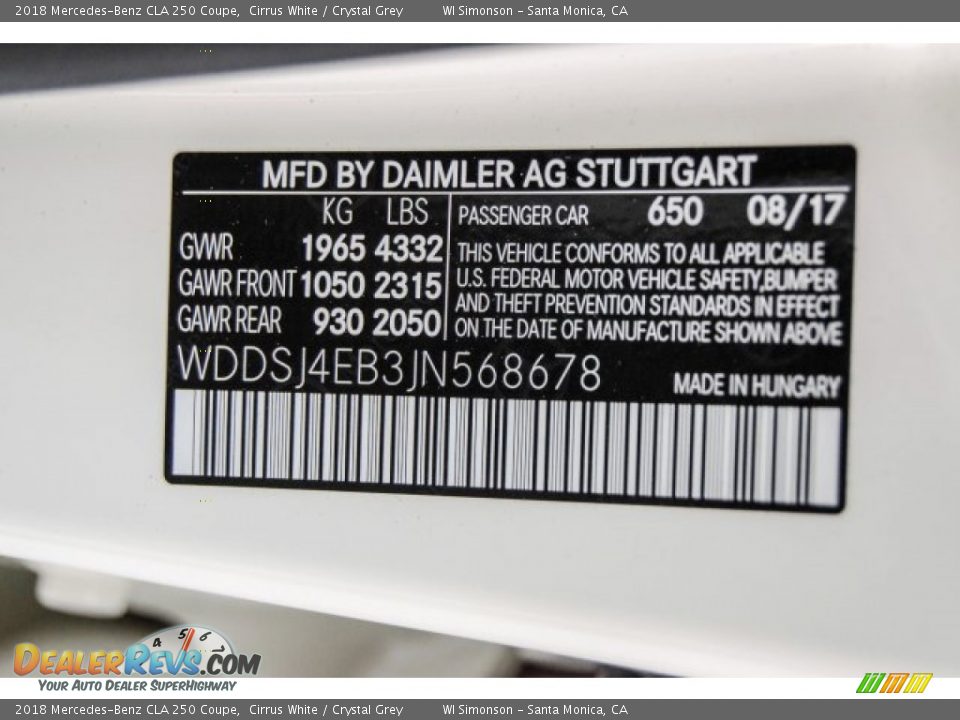 2018 Mercedes-Benz CLA 250 Coupe, Cirrus White / Crystal Grey WI Simonson - Santa Monica, CA
MFD BY DAIMLER AG STUTTGART
KG LBS
GVWR 1965 4332
GAWR FRONT 1050 2315
GAWR REAR 930 2050
PASSENGER CAR 650 08/17
THIS VEHICLE CONFORMS TO ALL APPLICABLE
U.S. FEDERAL MOTOR VEHICLE SAFETY, BUMPER
AND THEFT PREVENTION STANDARDS IN EFFECT
ON THE DATE OF MANUFACTURE SHOWN ABOVE
WDDSJ4EB3JN568678
MADE IN HUNGARY
4 5 6
DEALERREVS.COM
YOUR AUTO DEALER SUPERHIGHWAY
2018 Mercedes-Benz CLA 250 Coupe, Cirrus White / Crystal Grey WI Simonson - Santa Monica, CA